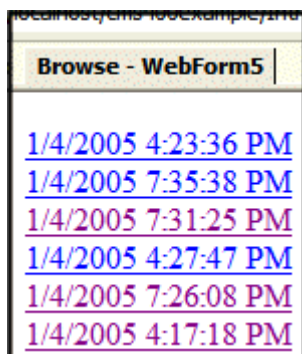 Browse - WebForm5
1/4/2005 4:23:36 PM
1/4/2005 7:35:38 PM
1/4/2005 7:31:25 PM
1/4/2005 4:27:47 PM
1/4/2005 7:26:08 PM
1/4/2005 4:17:18 PM